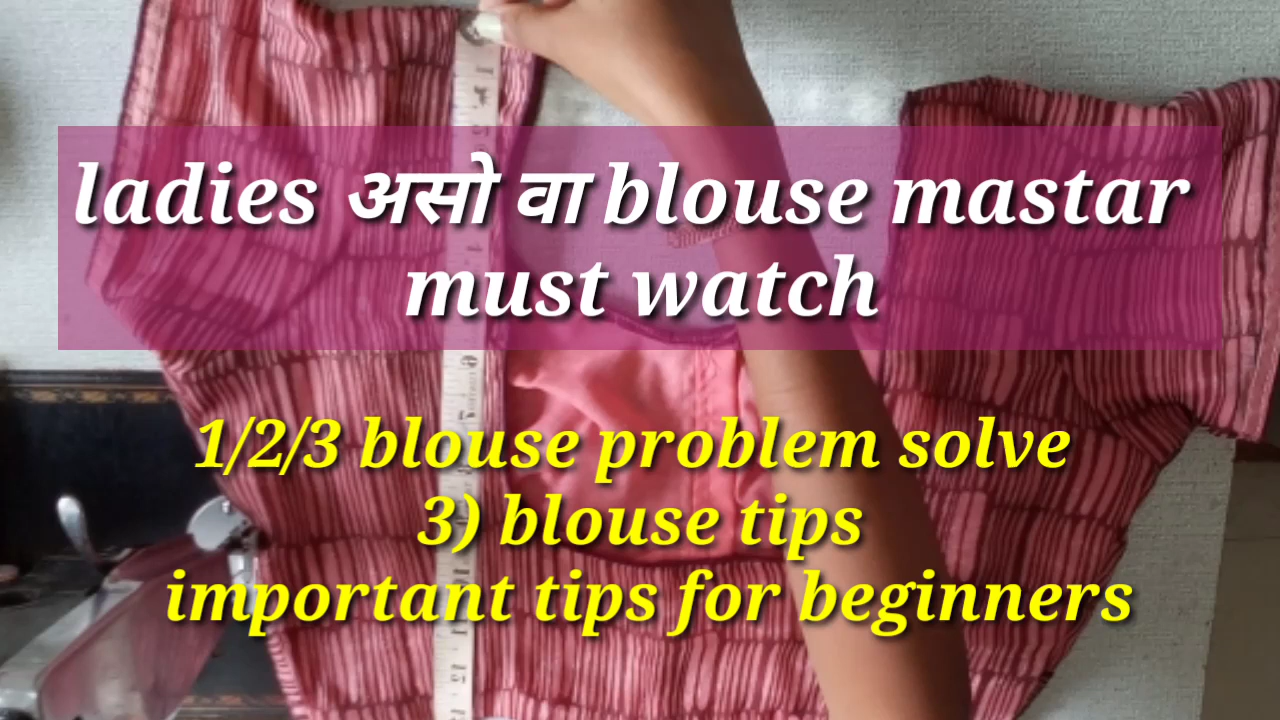 ladies असो वा blouse mastar
must watch
1/2/3 blouse problem solve
3) blouse tips
important tips for beginners